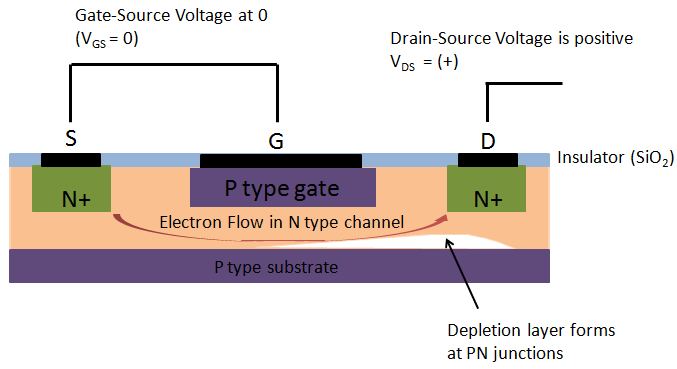 Gate-Source Voltage at 0
(VGS = 0)
Drain-Source Voltage is positive
VDS = (+)
S
G
D
Insulator (SiO2)
N+
P type gate
N+
Electron Flow in N type channel
P type substrate
Depletion layer forms
at PN junctions